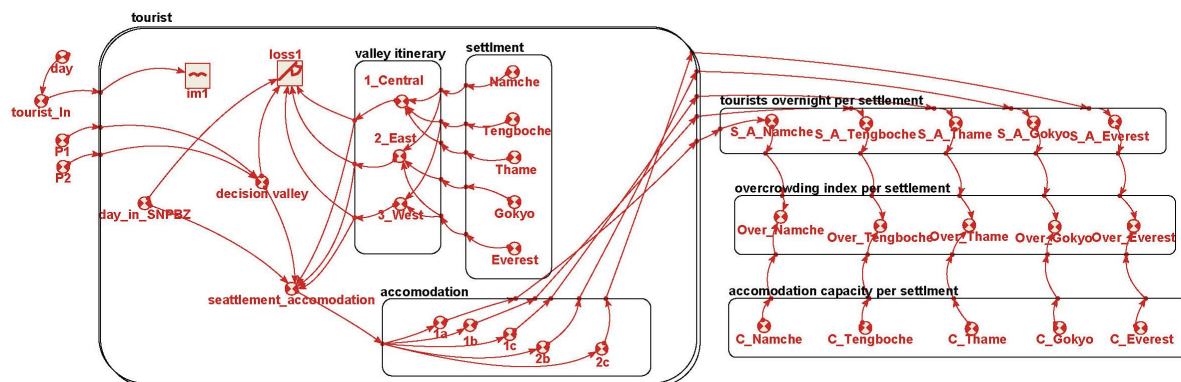 tourist
day
tourist_In
im1
loss1
P1
P2
decision valley
day_in_SNPBZ
seattlement_accomodation
valley itinerary
1_Central
2_East
3_West
settlment
Namche
Tengboche
Thame
Gokyo
Everest
accomodation
1a
1b
1c
2b
2c
tourists overnight per settlement
S_A_Namche
S_A_Tengboche
S_A_Thame
S_A_Gokyo
S_A_Everest
overcrowding index per settlement
Over_Namche
Over_Tengboche
Over_Thame
Over_Gokyo
Over_Everest
accomodation capacity per settlment
C_Namche
C_Tengboche
C_Thame
C_Gokyo
C_Everest